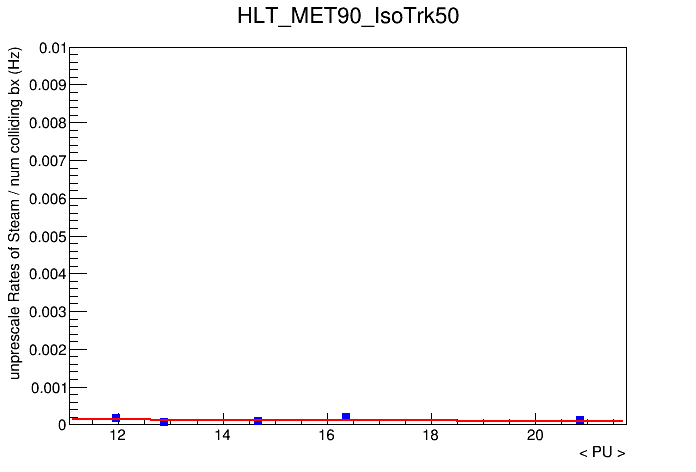 HLT_MET90_IsoTrk50
unprescale Rates of Steam / num colliding bx (Hz)
0.01
0.009
0.008
0.007
0.006
0.005
0.004
0.003
0.002
0.001
0
12 14 16 18 20
< PU >